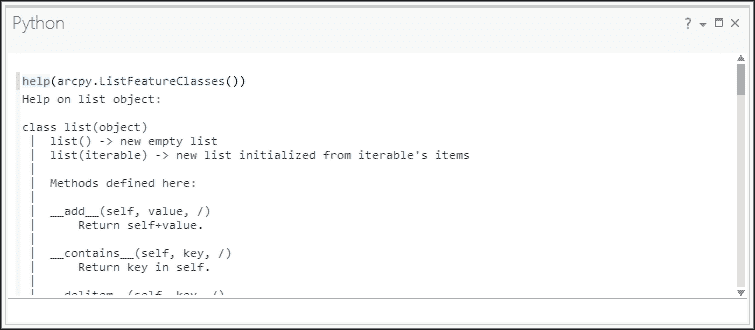 Python
help(arcpy.ListFeatureClasses())
Help on list object:
class list(object)
 |  list() -> new empty list
 |  list(iterable) -> new list initialized from iterable's items
 |
 |  Methods defined here:
 |
 |  __add__(self, value, /)
 |      Return self+value.
 |
 |  __contains__(self, key, /)
 |      Return key in self.
 |